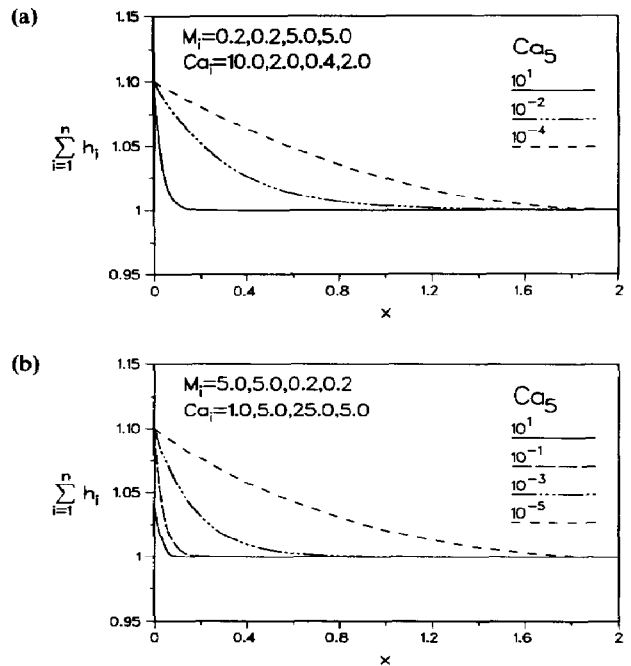 (a)
M_i=0.2,0.2,5.0,5.0
Ca_i=10.0,2.0,0.4,2.0
Ca_5
10^1
10^-2
10^-4
1.15
1.10
1.05
1
0.95
n
∑ h_i
i=1
0 0.4 0.8 1.2 1.6 2
x
(b)
M_i=5.0,5.0,0.2,0.2
Ca_i=1.0,5.0,25.0,5.0
Ca_5
10^1
10^-1
10^-3
10^-5
1.15
1.10
1.05
1
0.95
n
∑ h_i
i=1
0 0.4 0.8 1.2 1.6 2
x